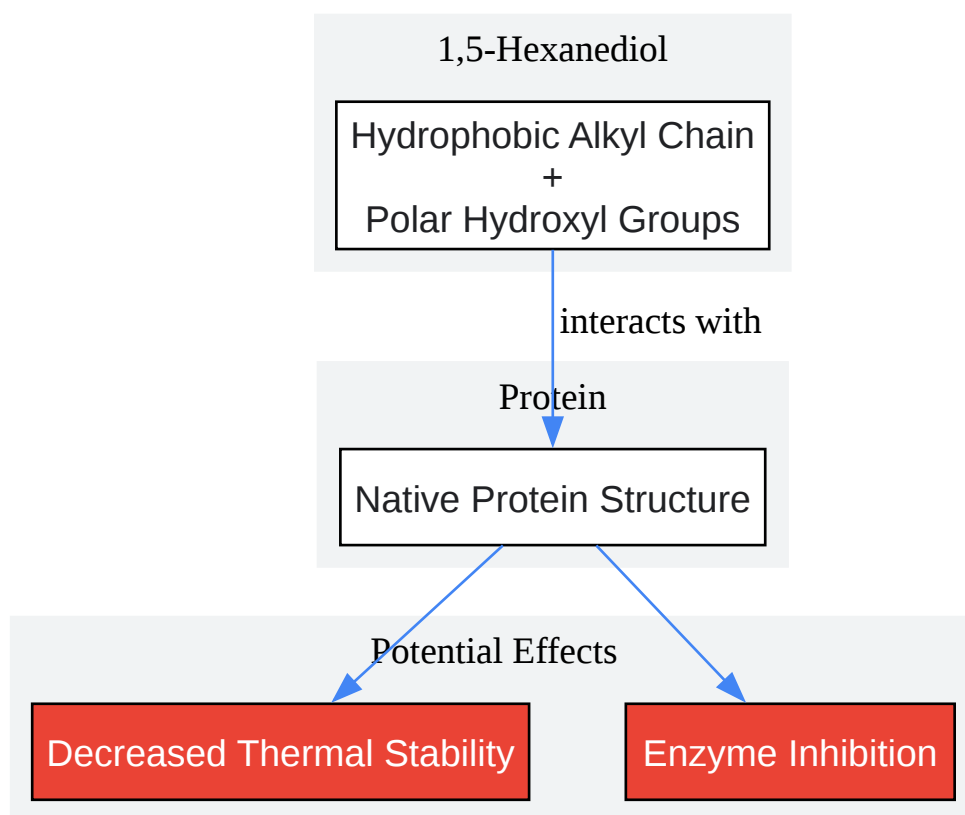 1,5-Hexanediol
Hydrophobic Alkyl Chain
+
Polar Hydroxyl Groups
interacts with
Protein
Native Protein Structure
Potential Effects
Decreased Thermal Stability
Enzyme Inhibition